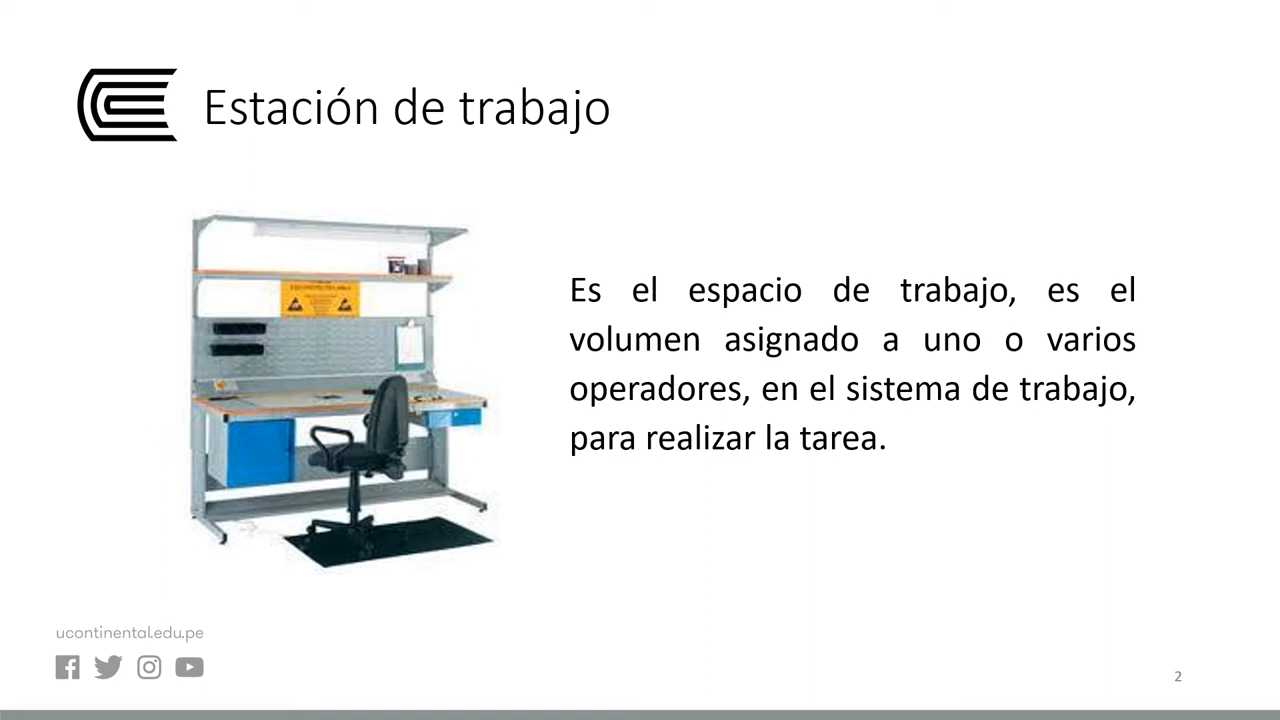 Estación de trabajo
Es el espacio de trabajo, es el
volumen asignado a uno o varios
operadores, en el sistema de trabajo,
para realizar la tarea.
ucontinental.edu.pe
2